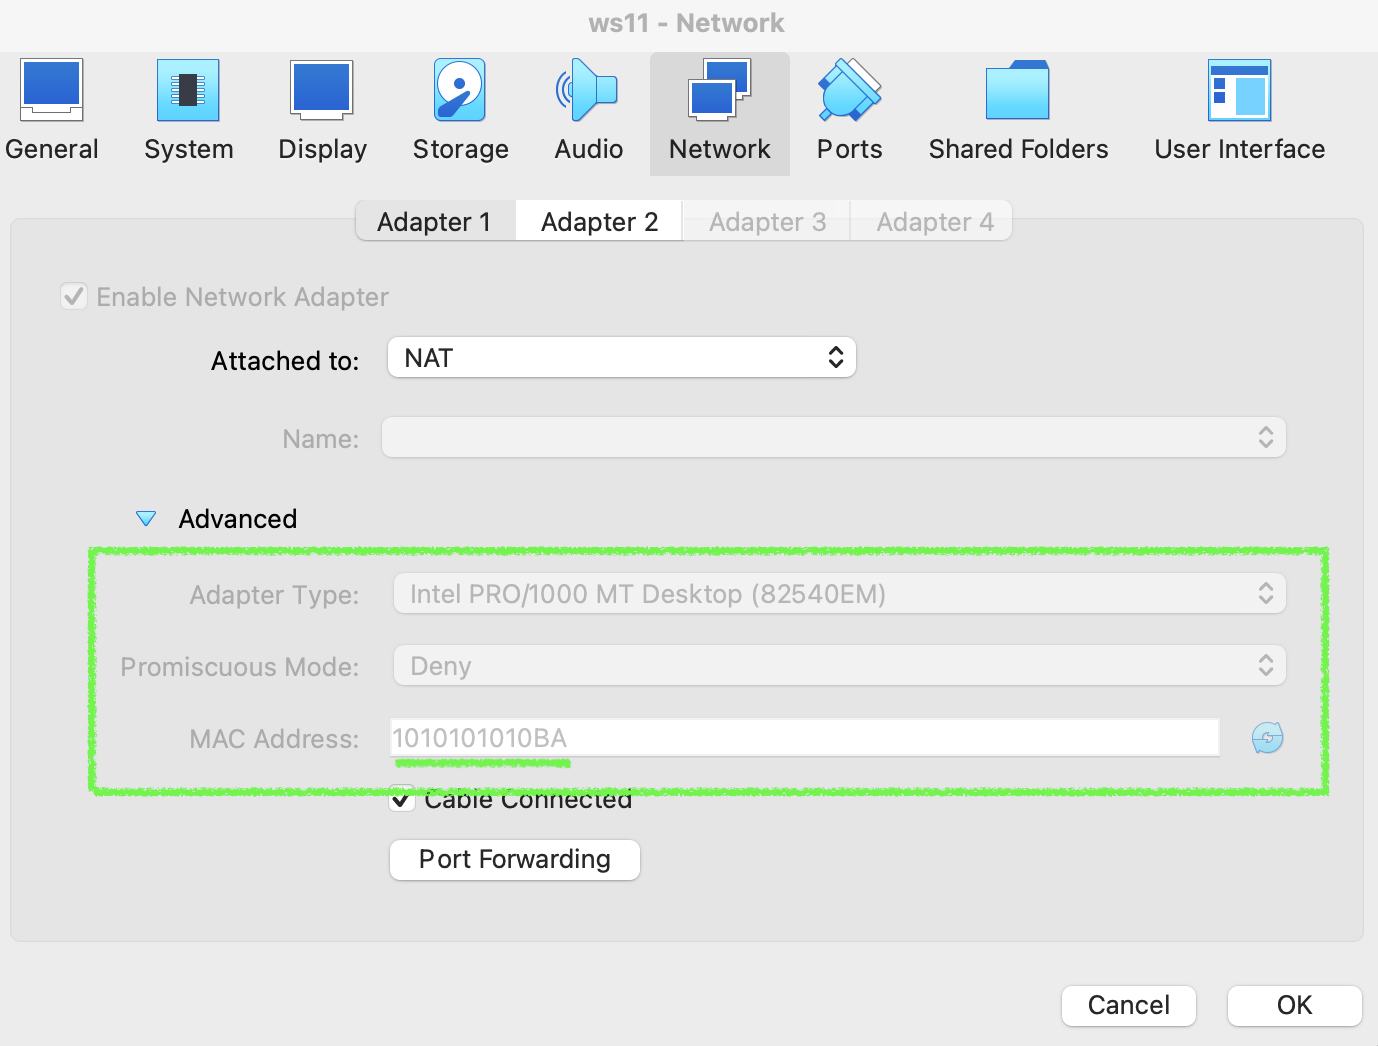 ws11 - Network
General System Display Storage Audio Network Ports Shared Folders User Interface
Adapter 1 Adapter 2 Adapter 3 Adapter 4
Enable Network Adapter
Attached to: NAT
Name:
Advanced
Adapter Type: Intel PRO/1000 MT Desktop (82540EM)
Promiscuous Mode: Deny
MAC Address: 1010101010BA
Cable Connected
Port Forwarding
Cancel OK